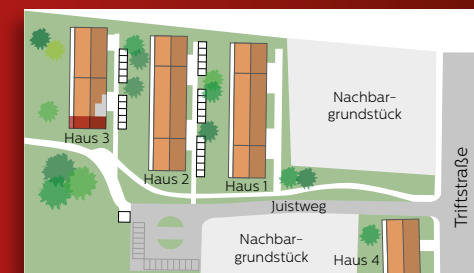 Nachbar-
grundstück
Haus 3
Haus 2
Haus 1
Triftstraße
Juistweg
Nachbar-
grundstück
Haus 4